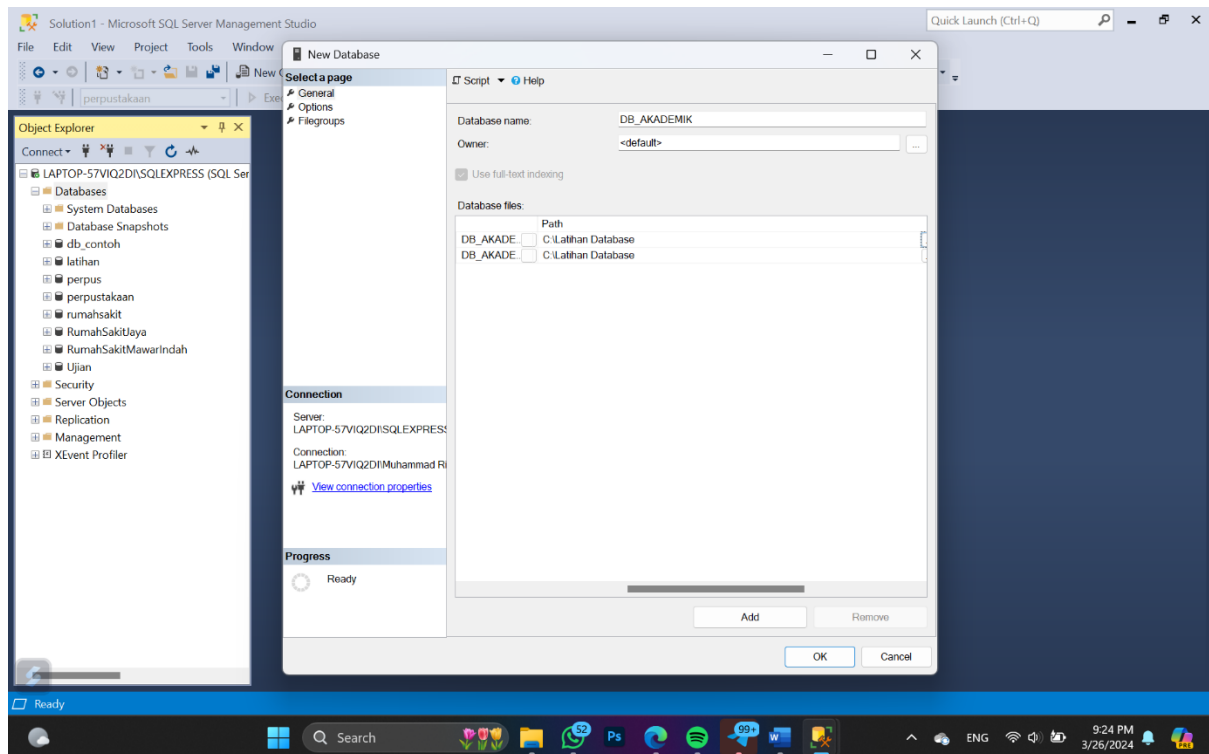 Solution1 - Microsoft SQL Server Management Studio
Quick Launch (Ctrl+Q)
File Edit View Project Tools Window
New
perpustakaan
Exe
Object Explorer
Connect
LAPTOP-57VIQ2DI\SQLEXPRESS (SQL Ser
Databases
System Databases
Database Snapshots
db_contoh
latihan
perpus
perpustakaan
rumahsakit
RumahSakitJaya
RumahSakitMawarIndah
Ujian
Security
Server Objects
Replication
Management
XEvent Profiler
New Database
Select a page
General
Options
Filegroups
Connection
Server:
LAPTOP-57VIQ2DI\SQLEXPRESS
Connection:
LAPTOP-57VIQ2DI\Muhammad Ri
View connection properties
Progress
Ready
Script Help
Database name: DB_AKADEMIK
Owner: <default> ...
Use full-text indexing
Database files:
Path
DB_AKADE... C:\Latihan Database
DB_AKADE... C:\Latihan Database
Add Remove
OK Cancel
Ready
Search
52
Ps
99+
W
ENG
9:24 PM
3/26/2024
PRE